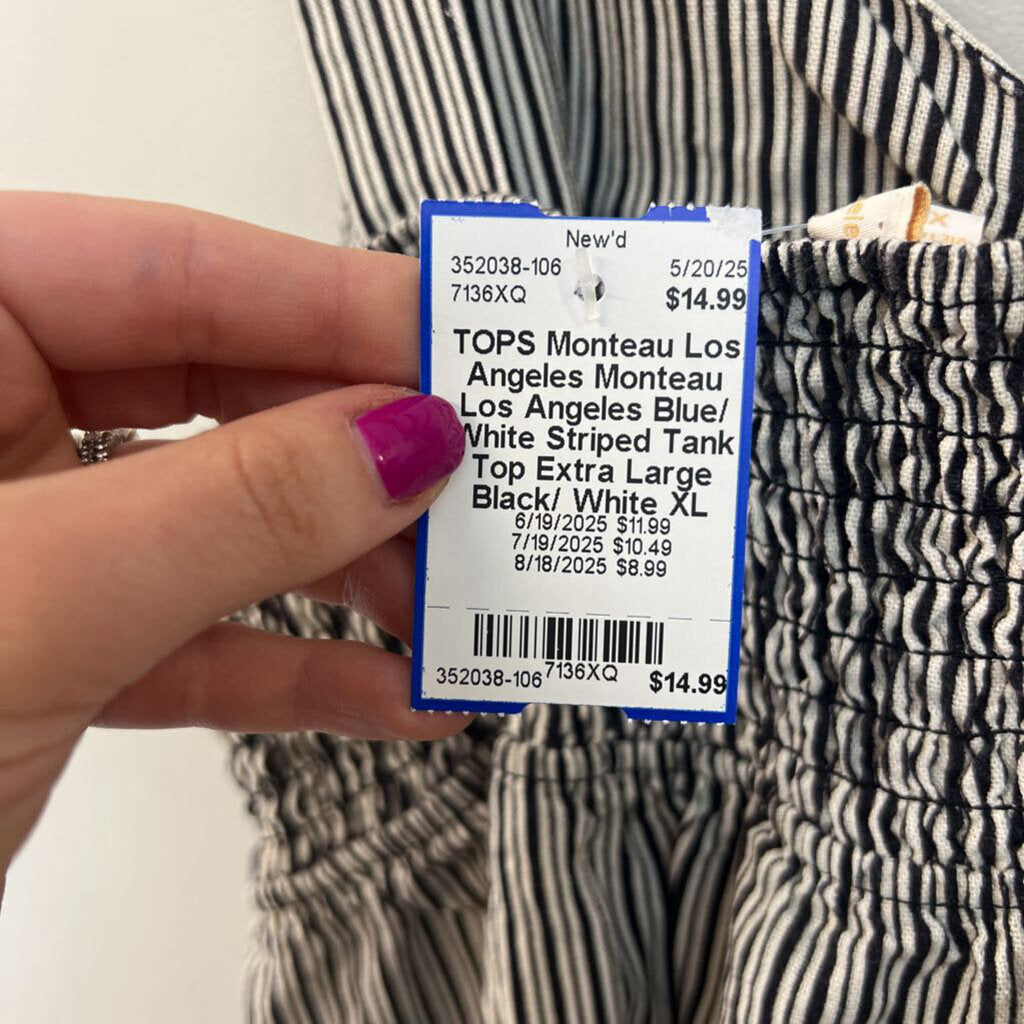 New'd
352038-106 5/20/25
7136XQ $14.99
TOPS Monteau Los
Angeles Monteau
Los Angeles Blue/
White Striped Tank
Top Extra Large
Black/ White XL
6/19/2025 $11.99
7/19/2025 $10.49
8/18/2025 $8.99
352038-106 7136XQ $14.99